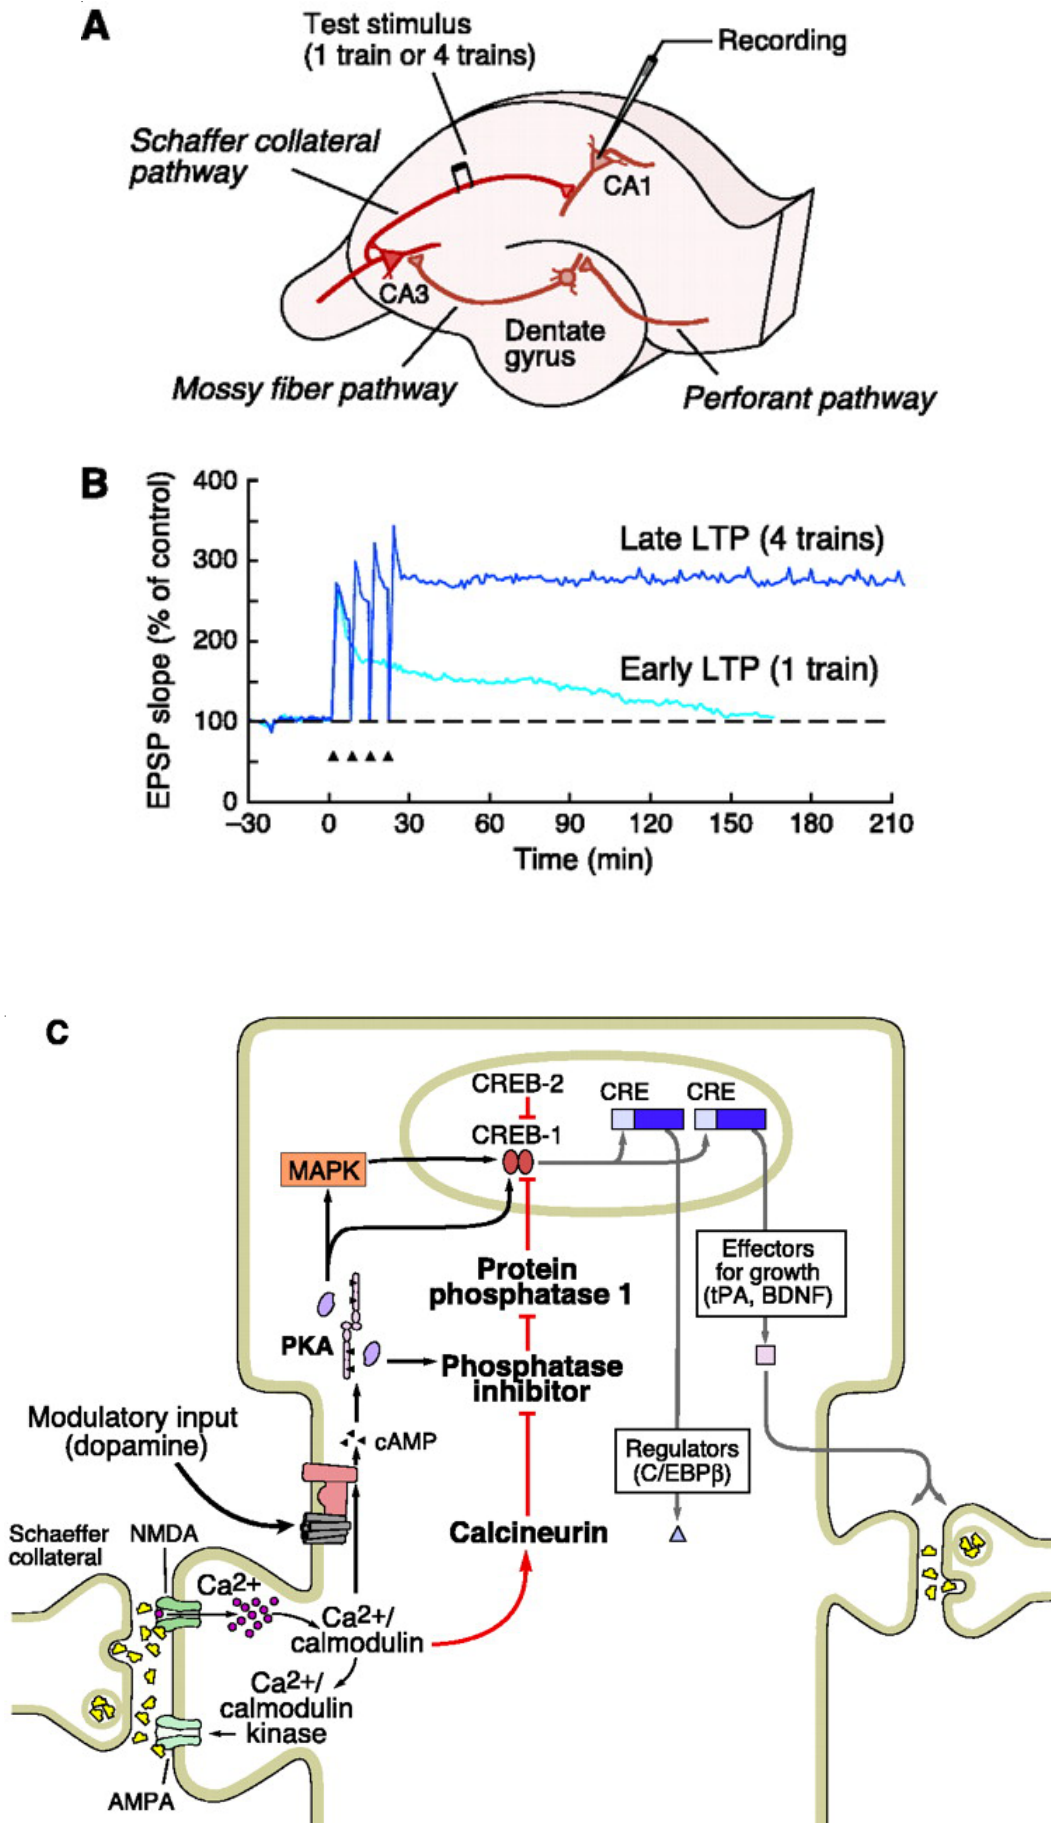 A
Test stimulus
(1 train or 4 trains)
Recording
Schaffer collateral
pathway
CA1
CA3
Dentate
gyrus
Mossy fiber pathway
Perforant pathway
B
EPSP slope (% of control)
400
300
200
100
0
Late LTP (4 trains)
Early LTP (1 train)
–30 0 30 60 90 120 150 180 210
Time (min)
C
CREB-2
CRE CRE
CREB-1
MAPK
Effectors
for growth
(tPA, BDNF)
Protein
phosphatase 1
PKA
Phosphatase
inhibitor
Modulatory input
(dopamine)
cAMP
Regulators
(C/EBPβ)
Calcineurin
Schaeffer
collateral
NMDA
Ca2+
Ca2+/
calmodulin
Ca2+/
calmodulin
kinase
AMPA